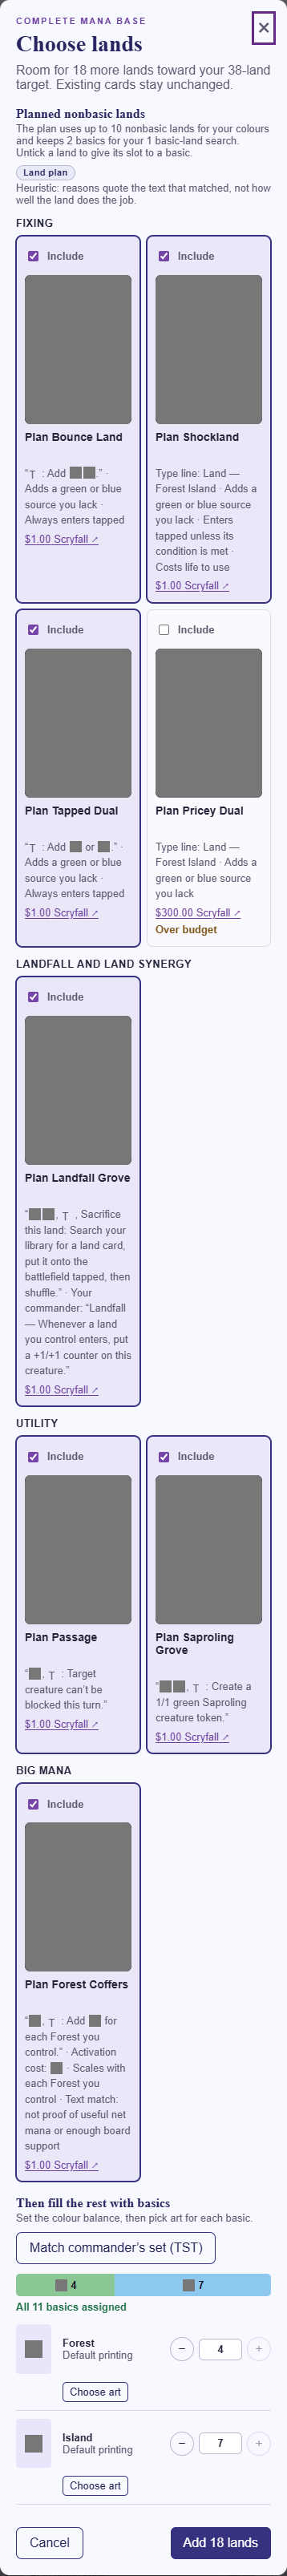 COMPLETE MANA BASE
Choose lands
×
Room for 18 more lands toward your 38-land
target. Existing cards stay unchanged.
Planned nonbasic lands
The plan uses up to 10 nonbasic lands for your colours
and keeps 2 basics for your 1 basic-land search.
Untick a land to give its slot to a basic.
Land plan
Heuristic: reasons quote the text that matched, not how
well the land does the job.
FIXING
Include
Plan Bounce Land
“T : Add .” ·
Adds a green or blue
source you lack ·
Always enters tapped
$1.00 Scryfall ↗
Include
Plan Shockland
Type line: Land —
Forest Island · Adds a
green or blue source
you lack · Enters
tapped unless its
condition is met ·
Costs life to use
$1.00 Scryfall ↗
Include
Plan Tapped Dual
“T : Add or .” ·
Adds a green or blue
source you lack ·
Always enters tapped
$1.00 Scryfall ↗
Include
Plan Pricey Dual
Type line: Land —
Forest Island · Adds a
green or blue source
you lack
$300.00 Scryfall ↗
Over budget
LANDFALL AND LAND SYNERGY
Include
Plan Landfall Grove
“, T , Sacrifice
this land: Search your
library for a land card,
put it onto the
battlefield tapped, then
shuffle.” · Your
commander: “Landfall
— Whenever a land
you control enters, put
a +1/+1 counter on this
creature.”
$1.00 Scryfall ↗
UTILITY
Include
Plan Passage
“, T : Target
creature can't be
blocked this turn.”
$1.00 Scryfall ↗
Include
Plan Saproling
Grove
“, T : Create a
1/1 green Saproling
creature token.”
$1.00 Scryfall ↗
BIG MANA
Include
Plan Forest Coffers
“, T : Add for
each Forest you
control.” · Activation
cost: · Scales with
each Forest you
control · Text match:
not proof of useful net
mana or enough board
support
$1.00 Scryfall ↗
Then fill the rest with basics
Set the colour balance, then pick art for each basic.
Match commander's set (TST)
4 7
All 11 basics assigned
Forest
Default printing
− 4 +
Choose art
Island
Default printing
− 7 +
Choose art
Cancel
Add 18 lands